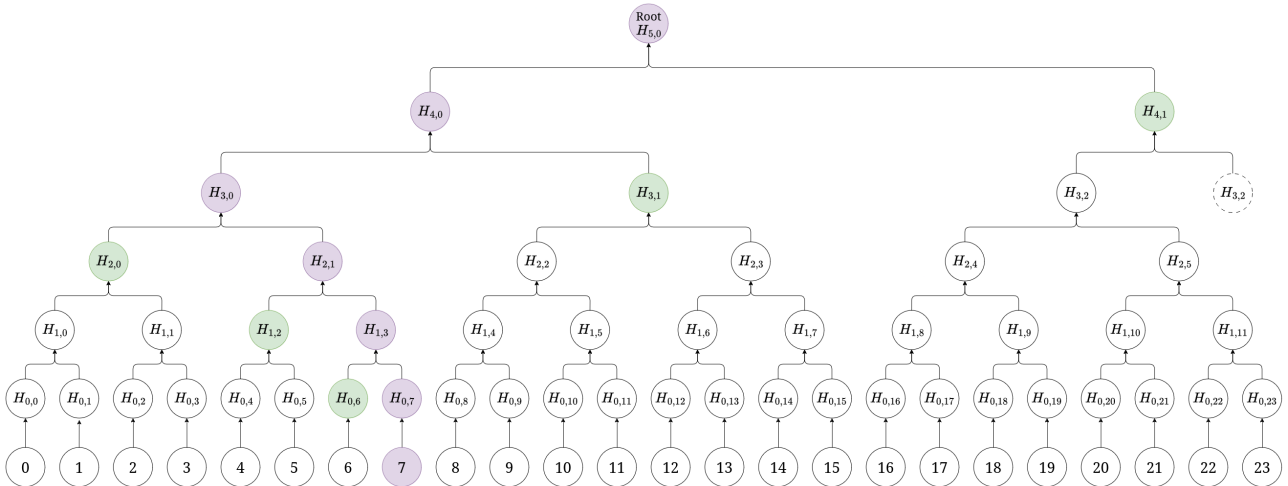 Root
H5,0
H4,0 H4,1
H3,0 H3,1 H3,2 H3,2
H2,0 H2,1 H2,2 H2,3 H2,4 H2,5
H1,0 H1,1 H1,2 H1,3 H1,4 H1,5 H1,6 H1,7 H1,8 H1,9 H1,10 H1,11
H0,0 H0,1 H0,2 H0,3 H0,4 H0,5 H0,6 H0,7 H0,8 H0,9 H0,10 H0,11 H0,12 H0,13 H0,14 H0,15 H0,16 H0,17 H0,18 H0,19 H0,20 H0,21 H0,22 H0,23
0 1 2 3 4 5 6 7 8 9 10 11 12 13 14 15 16 17 18 19 20 21 22 23